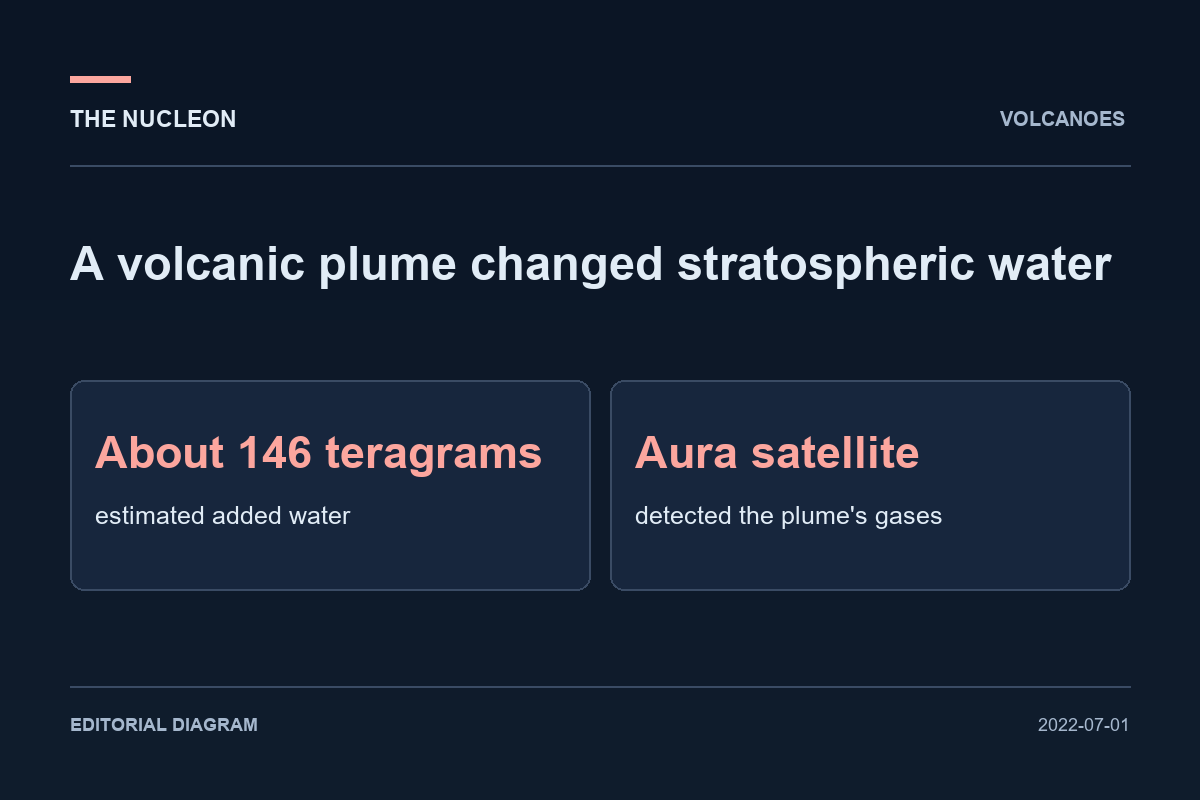 THE NUCLEON
VOLCANOES
A volcanic plume changed stratospheric water
About 146 teragrams
estimated added water
Aura satellite
detected the plume's gases
EDITORIAL DIAGRAM
2022-07-01